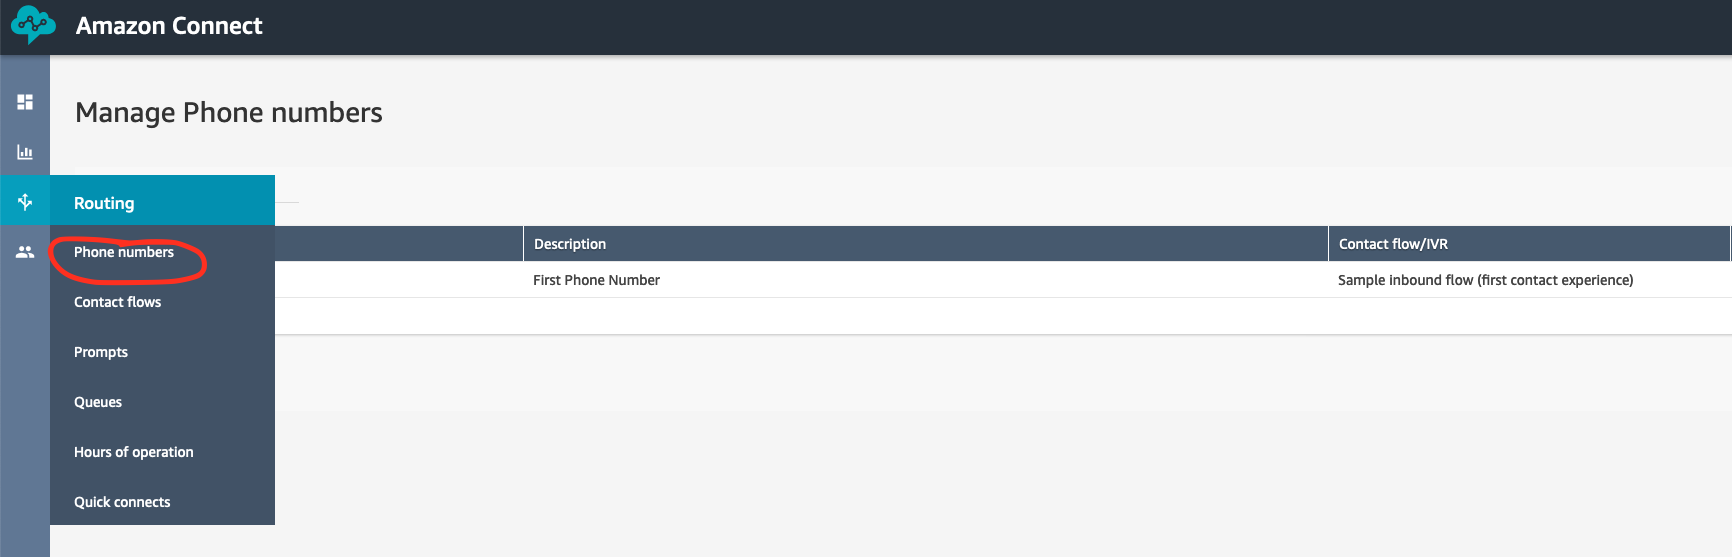 Amazon Connect
Manage Phone numbers
Routing
Phone numbers
Contact flows
Prompts
Queues
Hours of operation
Quick connects
Description
Contact flow/IVR
First Phone Number
Sample inbound flow (first contact experience)